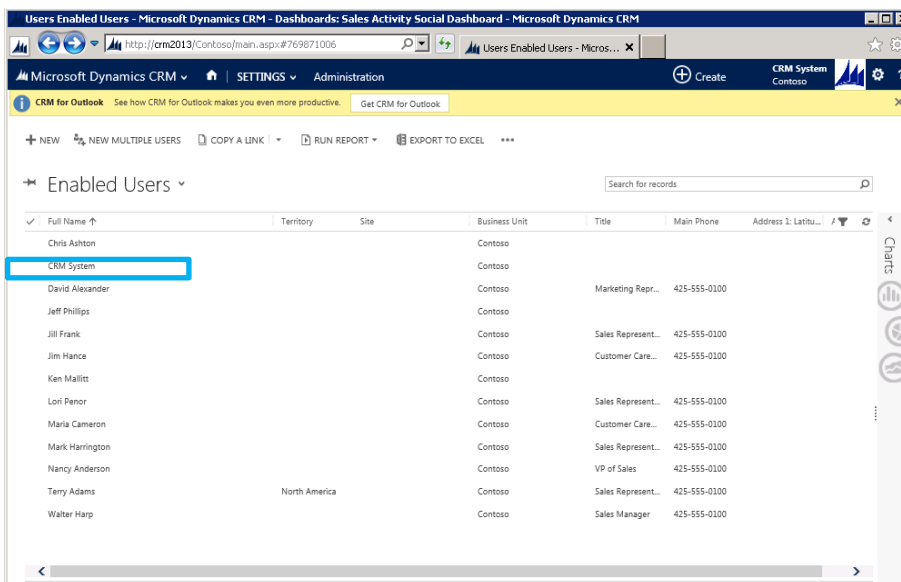 Users Enabled Users - Microsoft Dynamics CRM - Dashboards: Sales Activity Social Dashboard - Microsoft Dynamics CRM
http://crm2013/Contoso/main.aspx#769871006
Users Enabled Users - Micros...
Microsoft Dynamics CRM SETTINGS Administration Create CRM System
Contoso
CRM for Outlook See how CRM for Outlook makes you even more productive. Get CRM for Outlook
NEW NEW MULTIPLE USERS COPY A LINK RUN REPORT EXPORT TO EXCEL •••
Enabled Users
Search for records
Full Name ↑ Territory Site Business Unit Title Main Phone Address 1: Latitu...
Charts
Chris Ashton Contoso
CRM System Contoso
David Alexander Contoso Marketing Repr... 425-555-0100
Jeff Phillips Contoso
Jill Frank Contoso Sales Represent... 425-555-0100
Jim Hance Contoso Customer Care... 425-555-0100
Ken Mallitt Contoso
Lori Penor Contoso Sales Represent... 425-555-0100
Maria Cameron Contoso Customer Care... 425-555-0100
Mark Harrington Contoso Sales Represent... 425-555-0100
Nancy Anderson Contoso VP of Sales 425-555-0100
Terry Adams North America Contoso Sales Represent... 425-555-0100
Walter Harp Contoso Sales Manager 425-555-0100